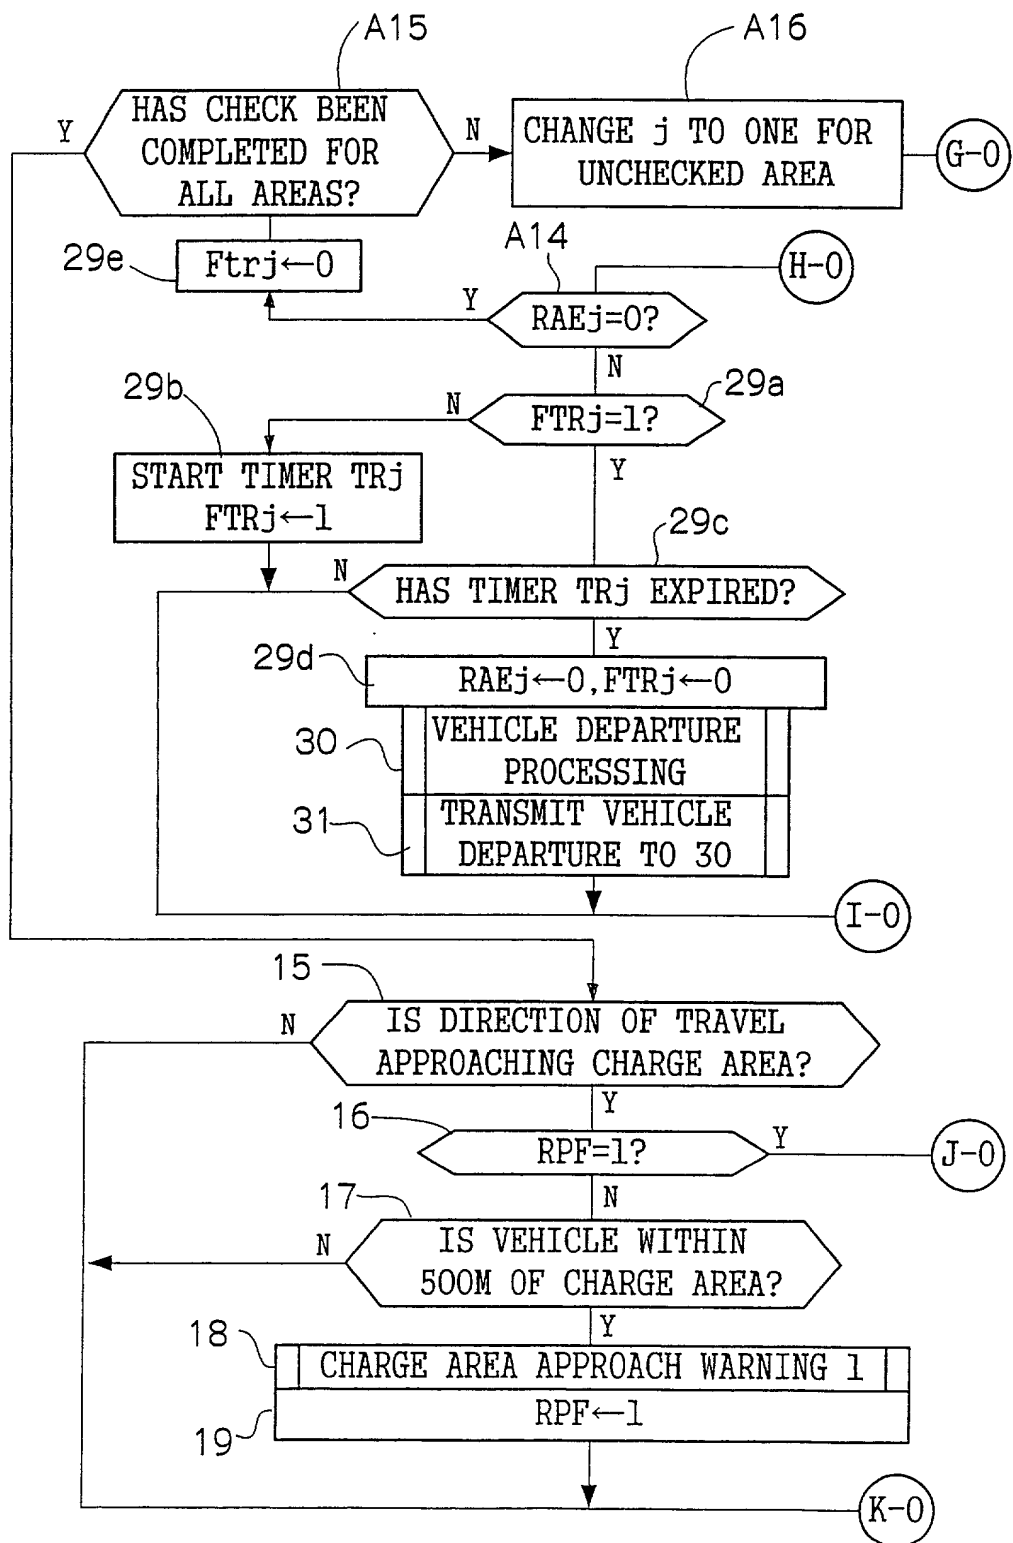 A15
A16
HAS CHECK BEEN
COMPLETED FOR
ALL AREAS?
Y
N
CHANGE j TO ONE FOR
UNCHECKED AREA
G-0
29e
Ftrj←0
A14
H-0
Y
RAEj=0?
N
29b
29a
N
FTRj=1?
START TIMER TRj
FTRj←1
Y
29c
N
HAS TIMER TRj EXPIRED?
Y
29d
RAEj←0,FTRj←0
30
VEHICLE DEPARTURE
PROCESSING
31
TRANSMIT VEHICLE
DEPARTURE TO 30
I-0
15
N
IS DIRECTION OF TRAVEL
APPROACHING CHARGE AREA?
Y
16
RPF=1?
Y
J-0
N
17
N
IS VEHICLE WITHIN
500M OF CHARGE AREA?
Y
18
CHARGE AREA APPROACH WARNING 1
19
RPF←1
K-0